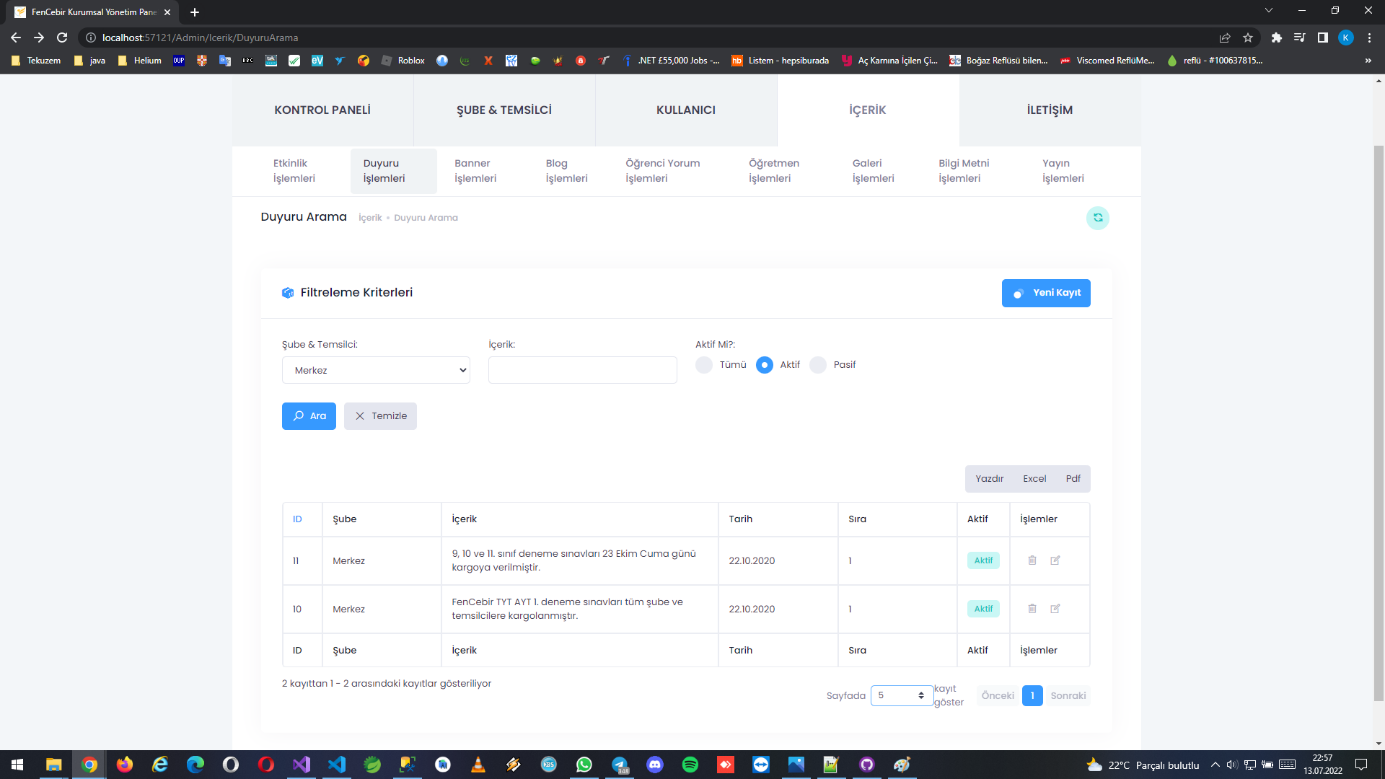 FenCebir Kurumsal Yönetim Pane
localhost:57121/Admin/Icerik/DuyuruArama
K
Tekuzem
java
Helium
Roblox
.NET £55,000 Jobs -...
Listem - hepsiburada
Aç Karnına İçilen Çi...
Boğaz Reflüsü bilen...
Viscomed RefluMe...
reflü - #100637815...
KONTROL PANELİ
ŞUBE & TEMSİLCİ
KULLANICI
İÇERİK
İLETİŞİM
Etkinlik İşlemleri
Duyuru İşlemleri
Banner İşlemleri
Blog İşlemleri
Öğrenci Yorum İşlemleri
Öğretmen İşlemleri
Galeri İşlemleri
Bilgi Metni İşlemleri
Yayın İşlemleri
Duyuru Arama
İçerik • Duyuru Arama
Filtreleme Kriterleri
Yeni Kayıt
Şube & Temsilci:
İçerik:
Aktif Mi?:
Merkez
Tümü
Aktif
Pasif
Ara
Temizle
Yazdır Excel Pdf
ID Şube İçerik Tarih Sıra Aktif İşlemler
11 Merkez 9, 10 ve 11. sınıf deneme sınavları 23 Ekim Cuma günü kargoya verilmiştir. 22.10.2020 1 Aktif
10 Merkez FenCebir TYT AYT 1. deneme sınavları tüm şube ve temsilcilere kargolanmıştır. 22.10.2020 1 Aktif
ID Şube İçerik Tarih Sıra Aktif İşlemler
2 kayıttan 1 - 2 arasındaki kayıtlar gösteriliyor
Sayfada 5 kayıt göster
Önceki 1 Sonraki
22°C Parçalı bulutlu
22:57
13.07.2022